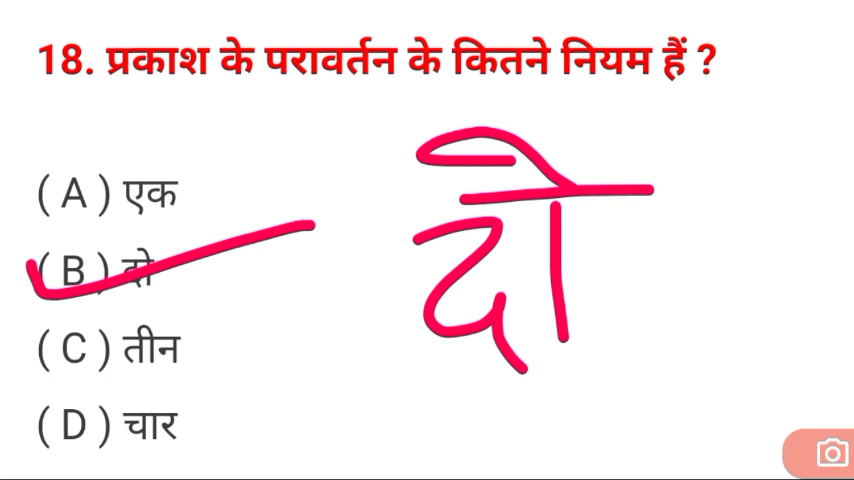 18. प्रकाश के परावर्तन के कितने नियम हैं ?
( A ) एक
( B ) दो
दो
( C ) तीन
( D ) चार